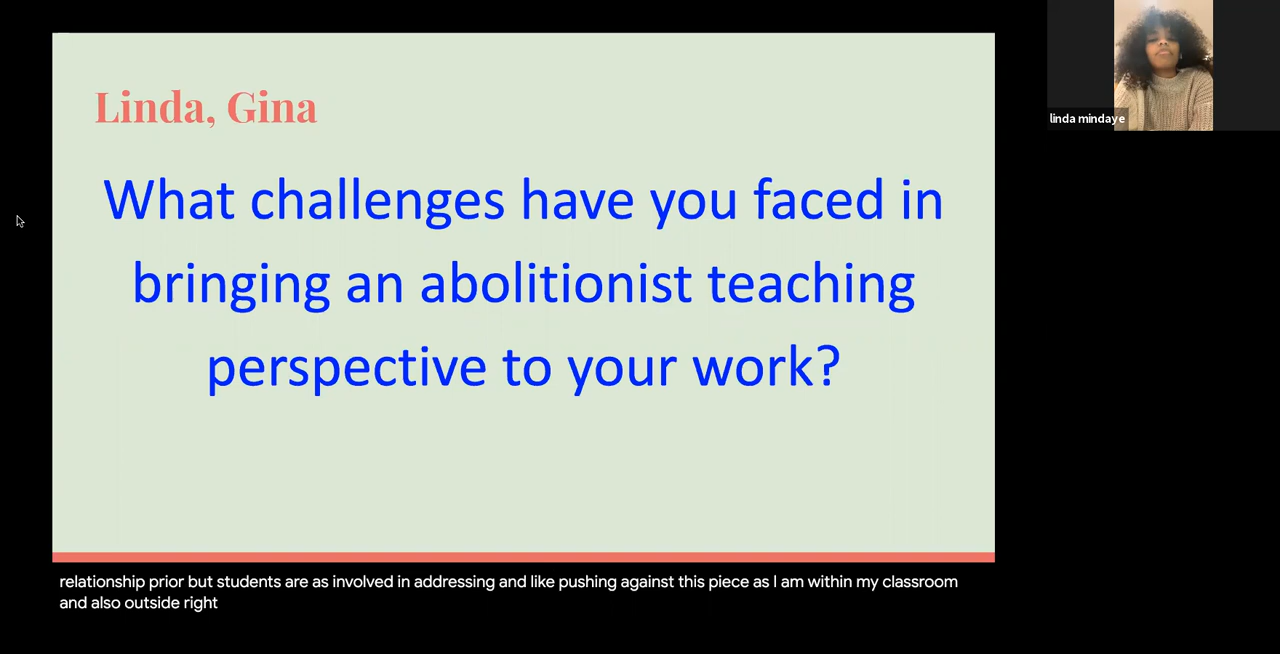 Linda, Gina
What challenges have you faced in
bringing an abolitionist teaching
perspective to your work?
linda mindaye
relationship prior but students are as involved in addressing and like pushing against this piece as I am within my classroom
and also outside right